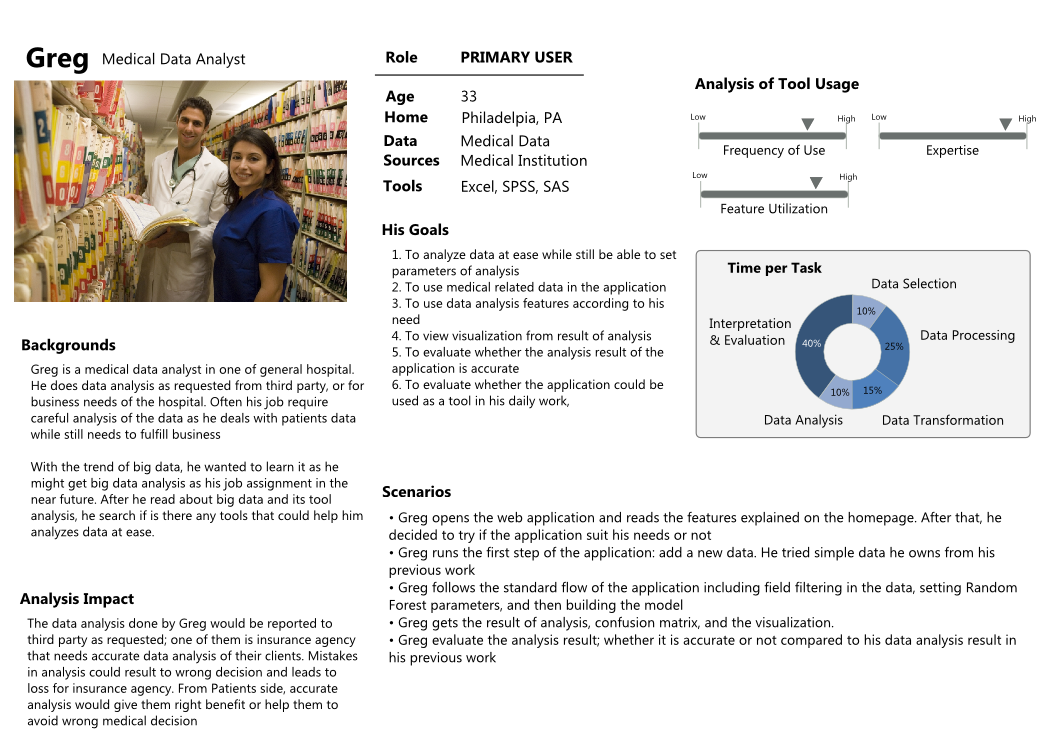 Greg Medical Data Analyst
Backgrounds
Greg is a medical data analyst in one of general hospital.
He does data analysis as requested from third party, or for
business needs of the hospital. Often his job require
careful analysis of the data as he deals with patients data
while still needs to fulfill business
With the trend of big data, he wanted to learn it as he
might get big data analysis as his job assignment in the
near future. After he read about big data and its tool
analysis, he search if is there any tools that could help him
analyzes data at ease.
Analysis Impact
The data analysis done by Greg would be reported to
third party as requested; one of them is insurance agency
that needs accurate data analysis of their clients. Mistakes
in analysis could result to wrong decision and leads to
loss for insurance agency. From Patients side, accurate
analysis would give them right benefit or help them to
avoid wrong medical decision
Role PRIMARY USER
Age 33
Home Philadelpia, PA
Data Medical Data
Sources Medical Institution
Tools Excel, SPSS, SAS
His Goals
1. To analyze data at ease while still be able to set
parameters of analysis
2. To use medical related data in the application
3. To use data analysis features according to his
need
4. To view visualization from result of analysis
5. To evaluate whether the analysis result of the
application is accurate
6. To evaluate whether the application could be
used as a tool in his daily work,
Analysis of Tool Usage
Low High
Frequency of Use
Low High
Expertise
Low High
Feature Utilization
Time per Task
Data Selection
10%
Data Processing
25%
Data Transformation
15%
Data Analysis
10%
Interpretation
& Evaluation
40%
Scenarios
• Greg opens the web application and reads the features explained on the homepage. After that, he
decided to try if the application suit his needs or not
• Greg runs the first step of the application: add a new data. He tried simple data he owns from his
previous work
• Greg follows the standard flow of the application including field filtering in the data, setting Random
Forest parameters, and then building the model
• Greg gets the result of analysis, confusion matrix, and the visualization.
• Greg evaluate the analysis result; whether it is accurate or not compared to his data analysis result in
his previous work